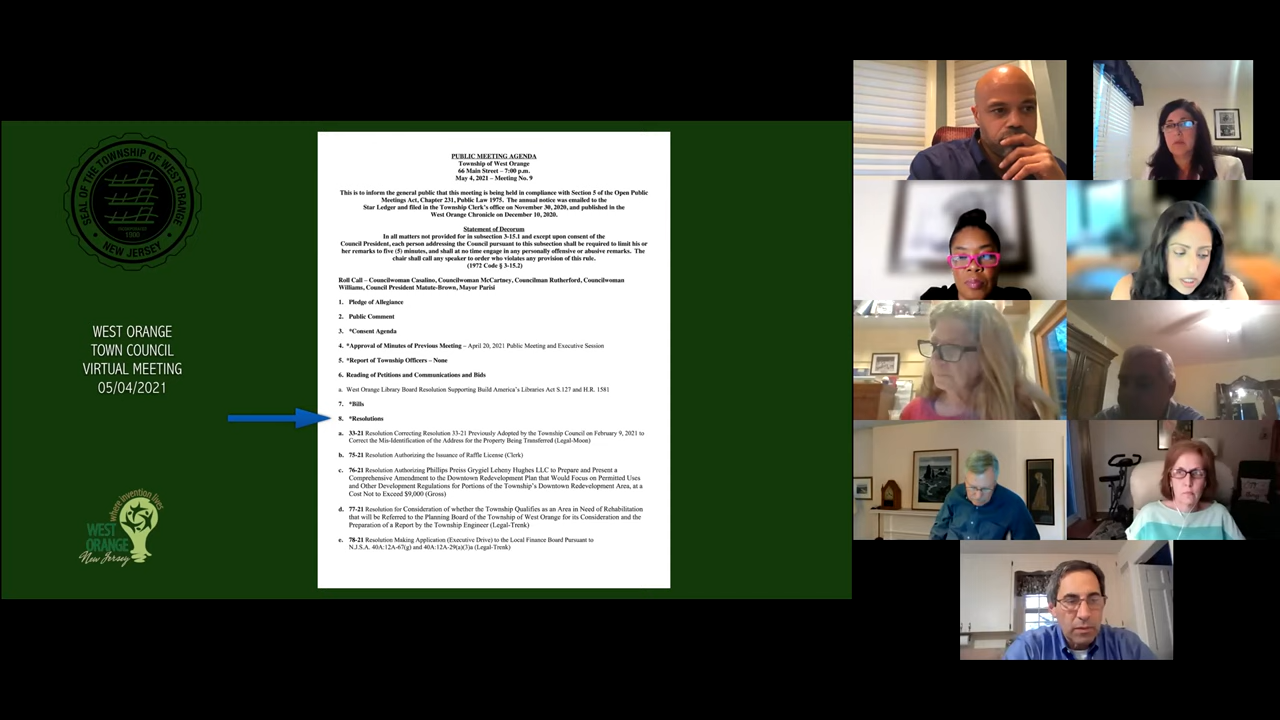 SEAL OF THE TOWNSHIP OF WEST ORANGE
1900
NEW JERSEY
WEST ORANGE
TOWN COUNCIL
VIRTUAL MEETING
05/04/2021
where invention lives
WEST
ORANGE
New Jersey
PUBLIC MEETING AGENDA
Township of West Orange
66 Main Street – 7:00 p.m.
May 4, 2021 – Meeting No. 9
This is to inform the general public that this meeting is being held in compliance with Section 5 of the Open Public
Meetings Act, Chapter 231, Public Law 1975. The annual notice was emailed to the
Star Ledger and filed in the Township Clerk's office on November 30, 2020, and published in the
West Orange Chronicle on December 10, 2020.
Statement of Decorum
In all matters not provided for in subsection 3-15.1 and except upon consent of the
Council President, each person addressing the Council pursuant to this subsection shall be required to limit his or
her remarks to five (5) minutes, and shall at no time engage in any personally offensive or abusive remarks. The
chair shall call any speaker to order who violates any provision of this rule.
(1972 Code § 3-15.2)
Roll Call – Councilwoman Casalino, Councilwoman McCartney, Councilman Rutherford, Councilwoman
Williams, Council President Matute-Brown, Mayor Parisi
1. Pledge of Allegiance
2. Public Comment
3. *Consent Agenda
4. *Approval of Minutes of Previous Meeting – April 20, 2021 Public Meeting and Executive Session
5. *Report of Township Officers – None
6. Reading of Petitions and Communications and Bids
a. West Orange Library Board Resolution Supporting Build America's Libraries Act S.127 and H.R. 1581
7. *Bills
8. *Resolutions
a. 33-21 Resolution Correcting Resolution 33-21 Previously Adopted by the Township Council on February 9, 2021 to
Correct the Mis-Identification of the Address for the Property Being Transferred (Legal-Moon)
b. 75-21 Resolution Authorizing the Issuance of Raffle License (Clerk)
c. 76-21 Resolution Authorizing Phillips Preiss Grygiel Leheny Hughes LLC to Prepare and Present a
Comprehensive Amendment to the Downtown Redevelopment Plan that Would Focus on Permitted Uses
and Other Development Regulations for Portions of the Township's Downtown Redevelopment Area, at a
Cost Not to Exceed $9,000 (Gross)
d. 77-21 Resolution for Consideration of whether the Township Qualifies as an Area in Need of Rehabilitation
that will be Referred to the Planning Board of the Township of West Orange for its Consideration and the
Preparation of a Report by the Township Engineer (Legal-Trenk)
e. 78-21 Resolution Making Application (Executive Drive) to the Local Finance Board Pursuant to
N.J.S.A. 40A:12A-67(g) and 40A:12A-29(a)(3)a (Legal-Trenk)